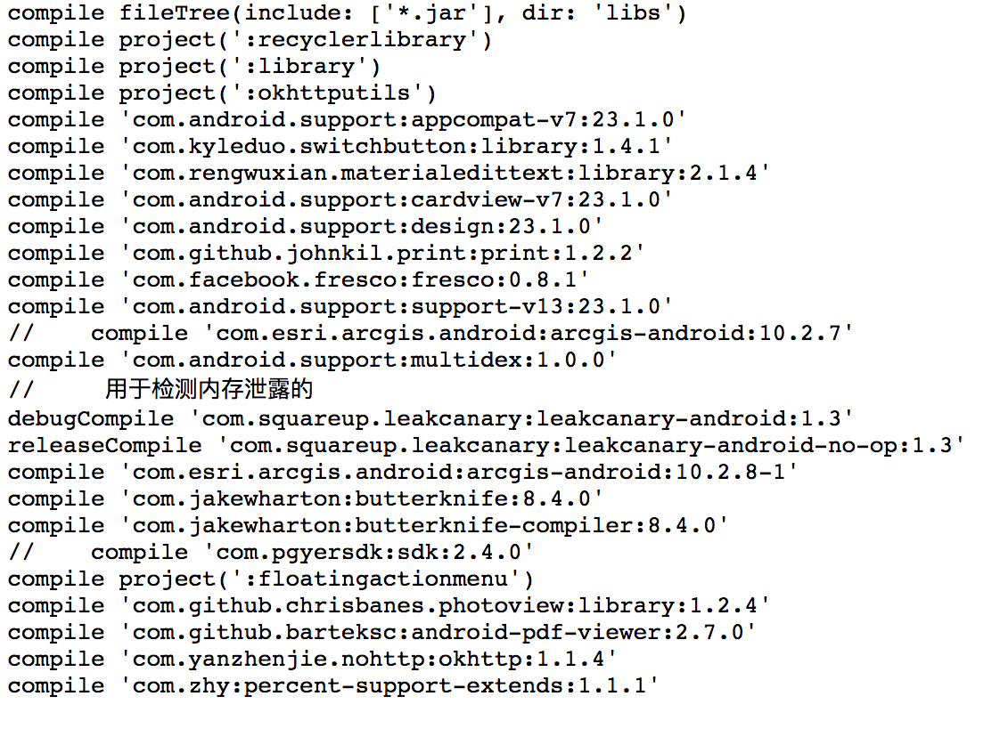 compile fileTree(include: ['*.jar'], dir: 'libs')
compile project(':recyclerlibrary')
compile project(':library')
compile project(':okhttputils')
compile 'com.android.support:appcompat-v7:23.1.0'
compile 'com.kyleduo.switchbutton:library:1.4.1'
compile 'com.rengwuxian.materialedittext:library:2.1.4'
compile 'com.android.support:cardview-v7:23.1.0'
compile 'com.android.support:design:23.1.0'
compile 'com.github.johnkil.print:print:1.2.2'
compile 'com.facebook.fresco:fresco:0.8.1'
compile 'com.android.support:support-v13:23.1.0'
//    compile 'com.esri.arcgis.android:arcgis-android:10.2.7'
compile 'com.android.support:multidex:1.0.0'
//     用于检测内存泄露的
debugCompile 'com.squareup.leakcanary:leakcanary-android:1.3'
releaseCompile 'com.squareup.leakcanary:leakcanary-android-no-op:1.3'
compile 'com.esri.arcgis.android:arcgis-android:10.2.8-1'
compile 'com.jakewharton:butterknife:8.4.0'
compile 'com.jakewharton:butterknife-compiler:8.4.0'
//    compile 'com.pgyersdk:sdk:2.4.0'
compile project(':floatingactionmenu')
compile 'com.github.chrisbanes.photoview:library:1.2.4'
compile 'com.github.barteksc:android-pdf-viewer:2.7.0'
compile 'com.yanzhenjie.nohttp:okhttp:1.1.4'
compile 'com.zhy:percent-support-extends:1.1.1'